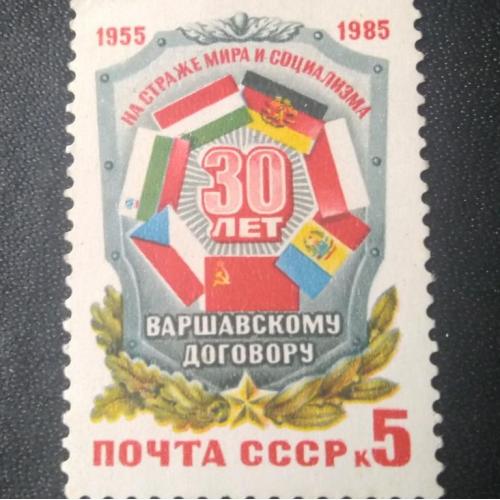 1955 1985
НА СТРАЖЕ МИРА И СОЦИАЛИЗМА
30
ЛЕТ
ВАРШАВСКОМУ
ДОГОВОРУ
ПОЧТА СССР к5